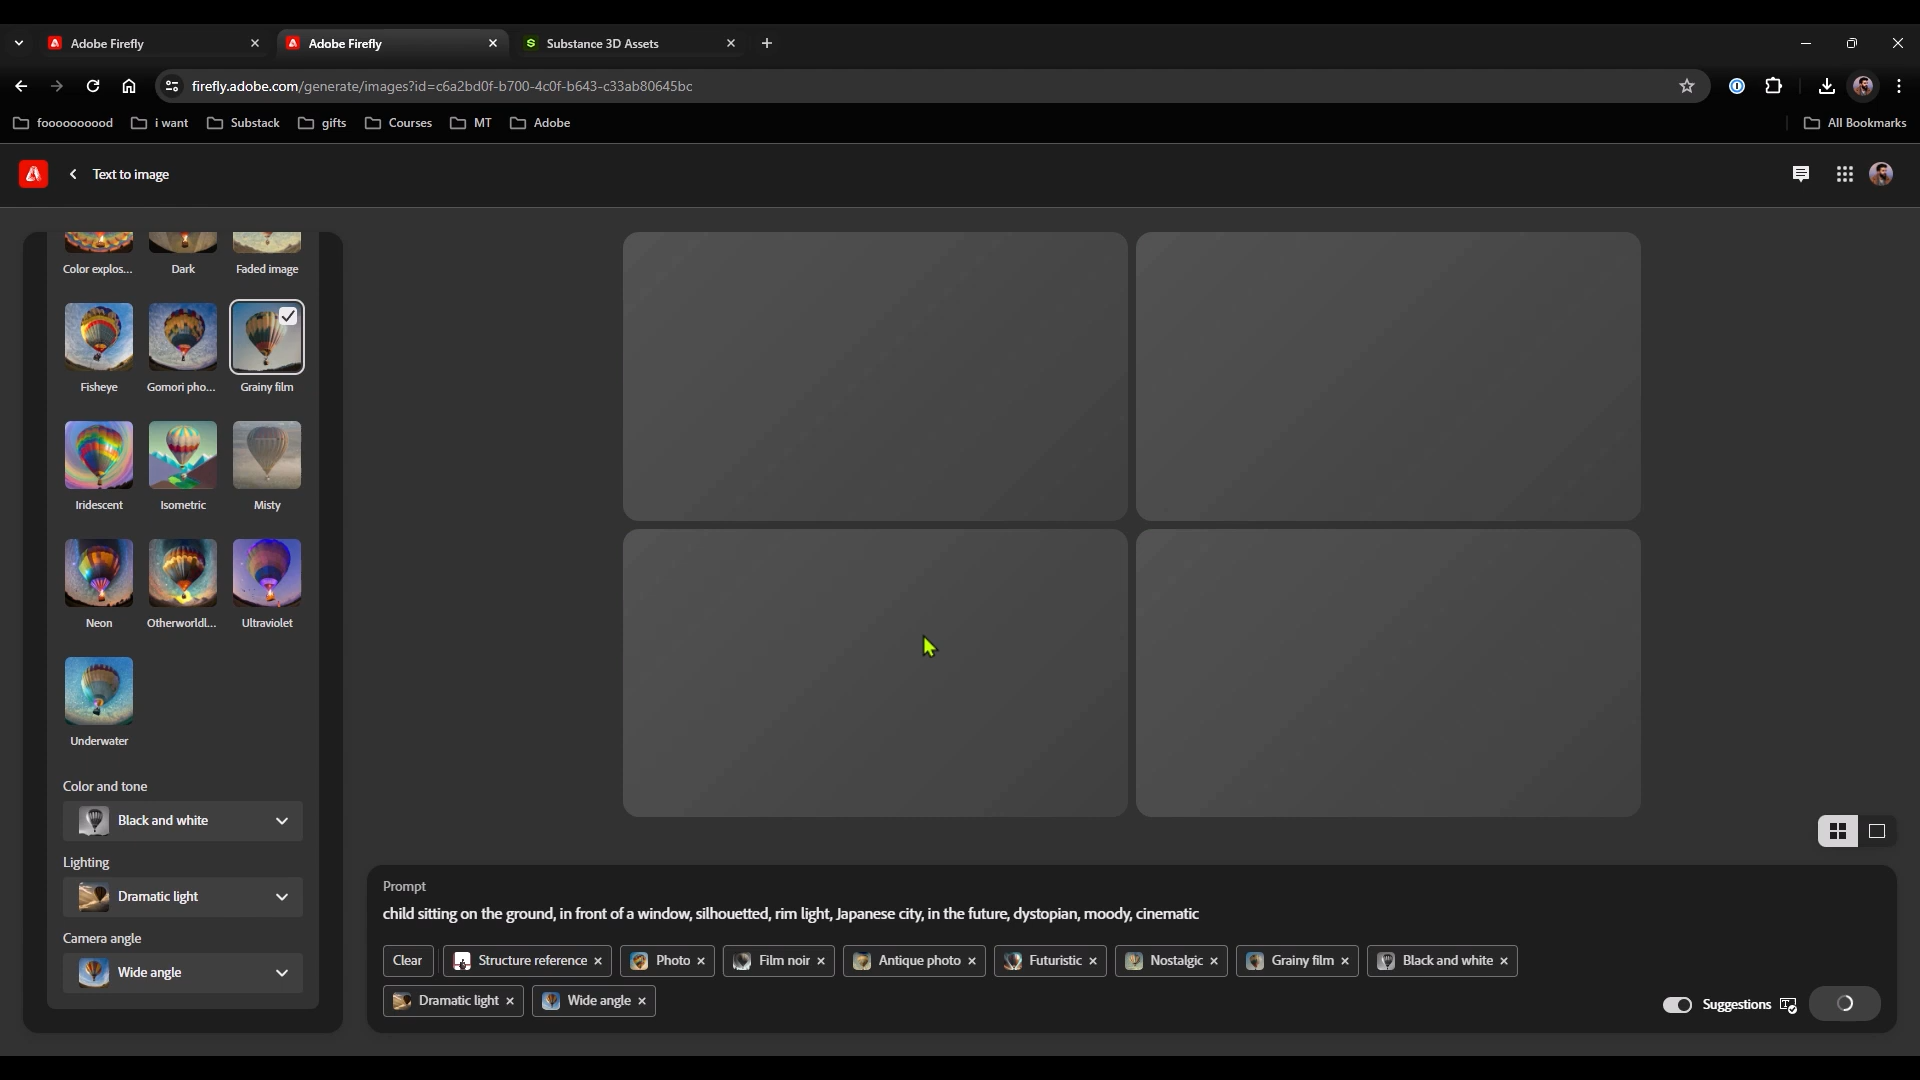 Adobe Firefly
Adobe Firefly
Substance 3D Assets
firefly.adobe.com/generate/images?id=c6a2bd0f-b700-4c0f-b643-c33ab80645bc
fooooooood
i want
Substack
gifts
Courses
MT
Adobe
All Bookmarks
Text to image
Color explos...
Dark
Faded image
Fisheye
Gomori pho...
Grainy film
Iridescent
Isometric
Misty
Neon
Otherworldl...
Ultraviolet
Underwater
Color and tone
Black and white
Lighting
Dramatic light
Camera angle
Wide angle
Prompt
child sitting on the ground, in front of a window, silhouetted, rim light, Japanese city, in the future, dystopian, moody, cinematic
Clear
Structure reference
Photo
Film noir
Antique photo
Futuristic
Nostalgic
Grainy film
Black and white
Dramatic light
Wide angle
Suggestions